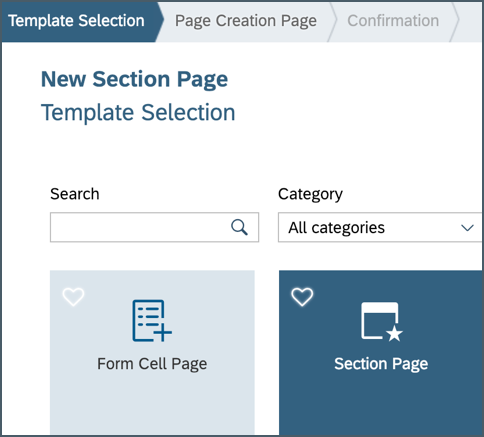 Template Selection Page Creation Page Confirmation
New Section Page
Template Selection
Search Category
All categories
Form Cell Page Section Page